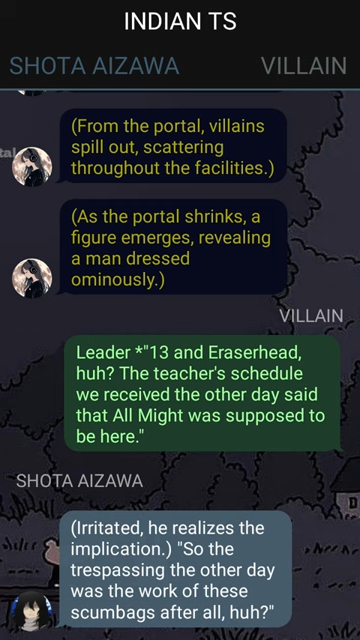 INDIAN TS
SHOTA AIZAWA VILLAIN
(From the portal, villains
spill out, scattering
throughout the facilities.)
(As the portal shrinks, a
figure emerges, revealing
a man dressed
ominously.)
VILLAIN
Leader *"13 and Eraserhead,
huh? The teacher's schedule
we received the other day said
that All Might was supposed to
be here."
SHOTA AIZAWA
(Irritated, he realizes the
implication.) "So the
trespassing the other day
was the work of these
scumbags after all, huh?"